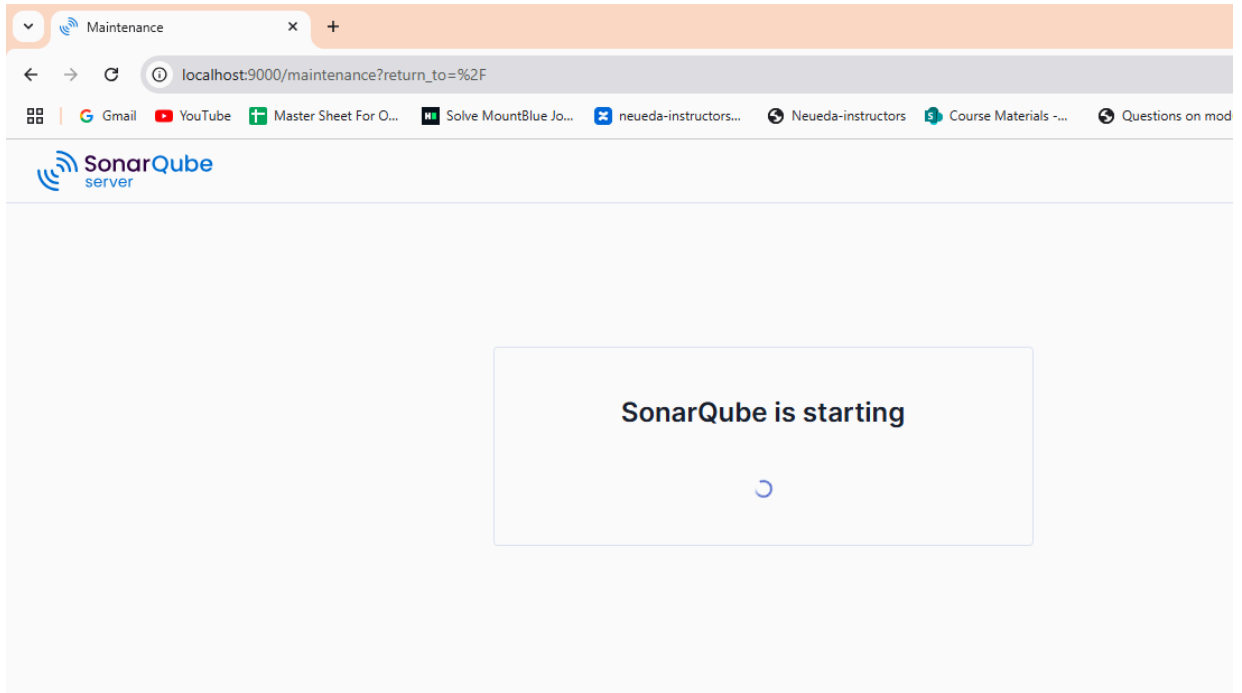 Maintenance
localhost:9000/maintenance?return_to=%2F
Gmail YouTube Master Sheet For O... Solve MountBlue Jo... neueda-instructors... Neueda-instructors Course Materials -... Questions on mod
SonarQube
server
SonarQube is starting